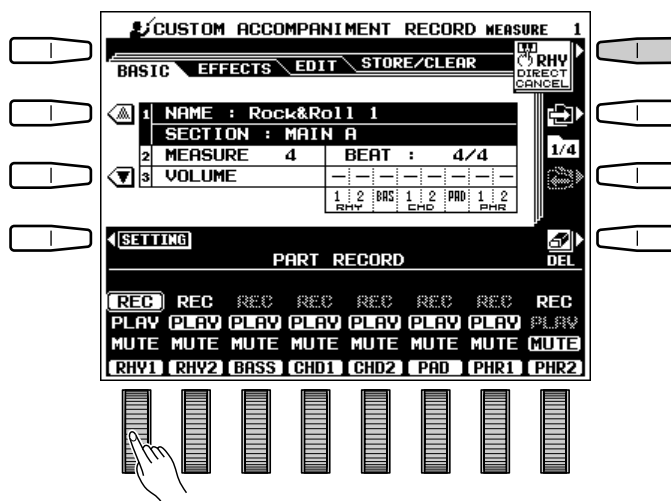 CUSTOM ACCOMPANIMENT RECORD MEASURE 1
BASIC EFFECTS EDIT STORE/CLEAR
RHY
DIRECT
CANCEL
1 NAME : Rock&Roll 1
SECTION : MAIN A
2 MEASURE 4 BEAT : 4/4
1/4
3 VOLUME — — — — — — — —
1 2 BAS 1 2 PAD 1 2
RHY CHD PHR
SETTING
DEL
PART RECORD
REC REC REC REC REC REC REC REC
PLAY PLAY PLAY PLAY PLAY PLAY PLAY PLAY
MUTE MUTE MUTE MUTE MUTE MUTE MUTE MUTE
RHY1 RHY2 BASS CHD1 CHD2 PAD PHR1 PHR2